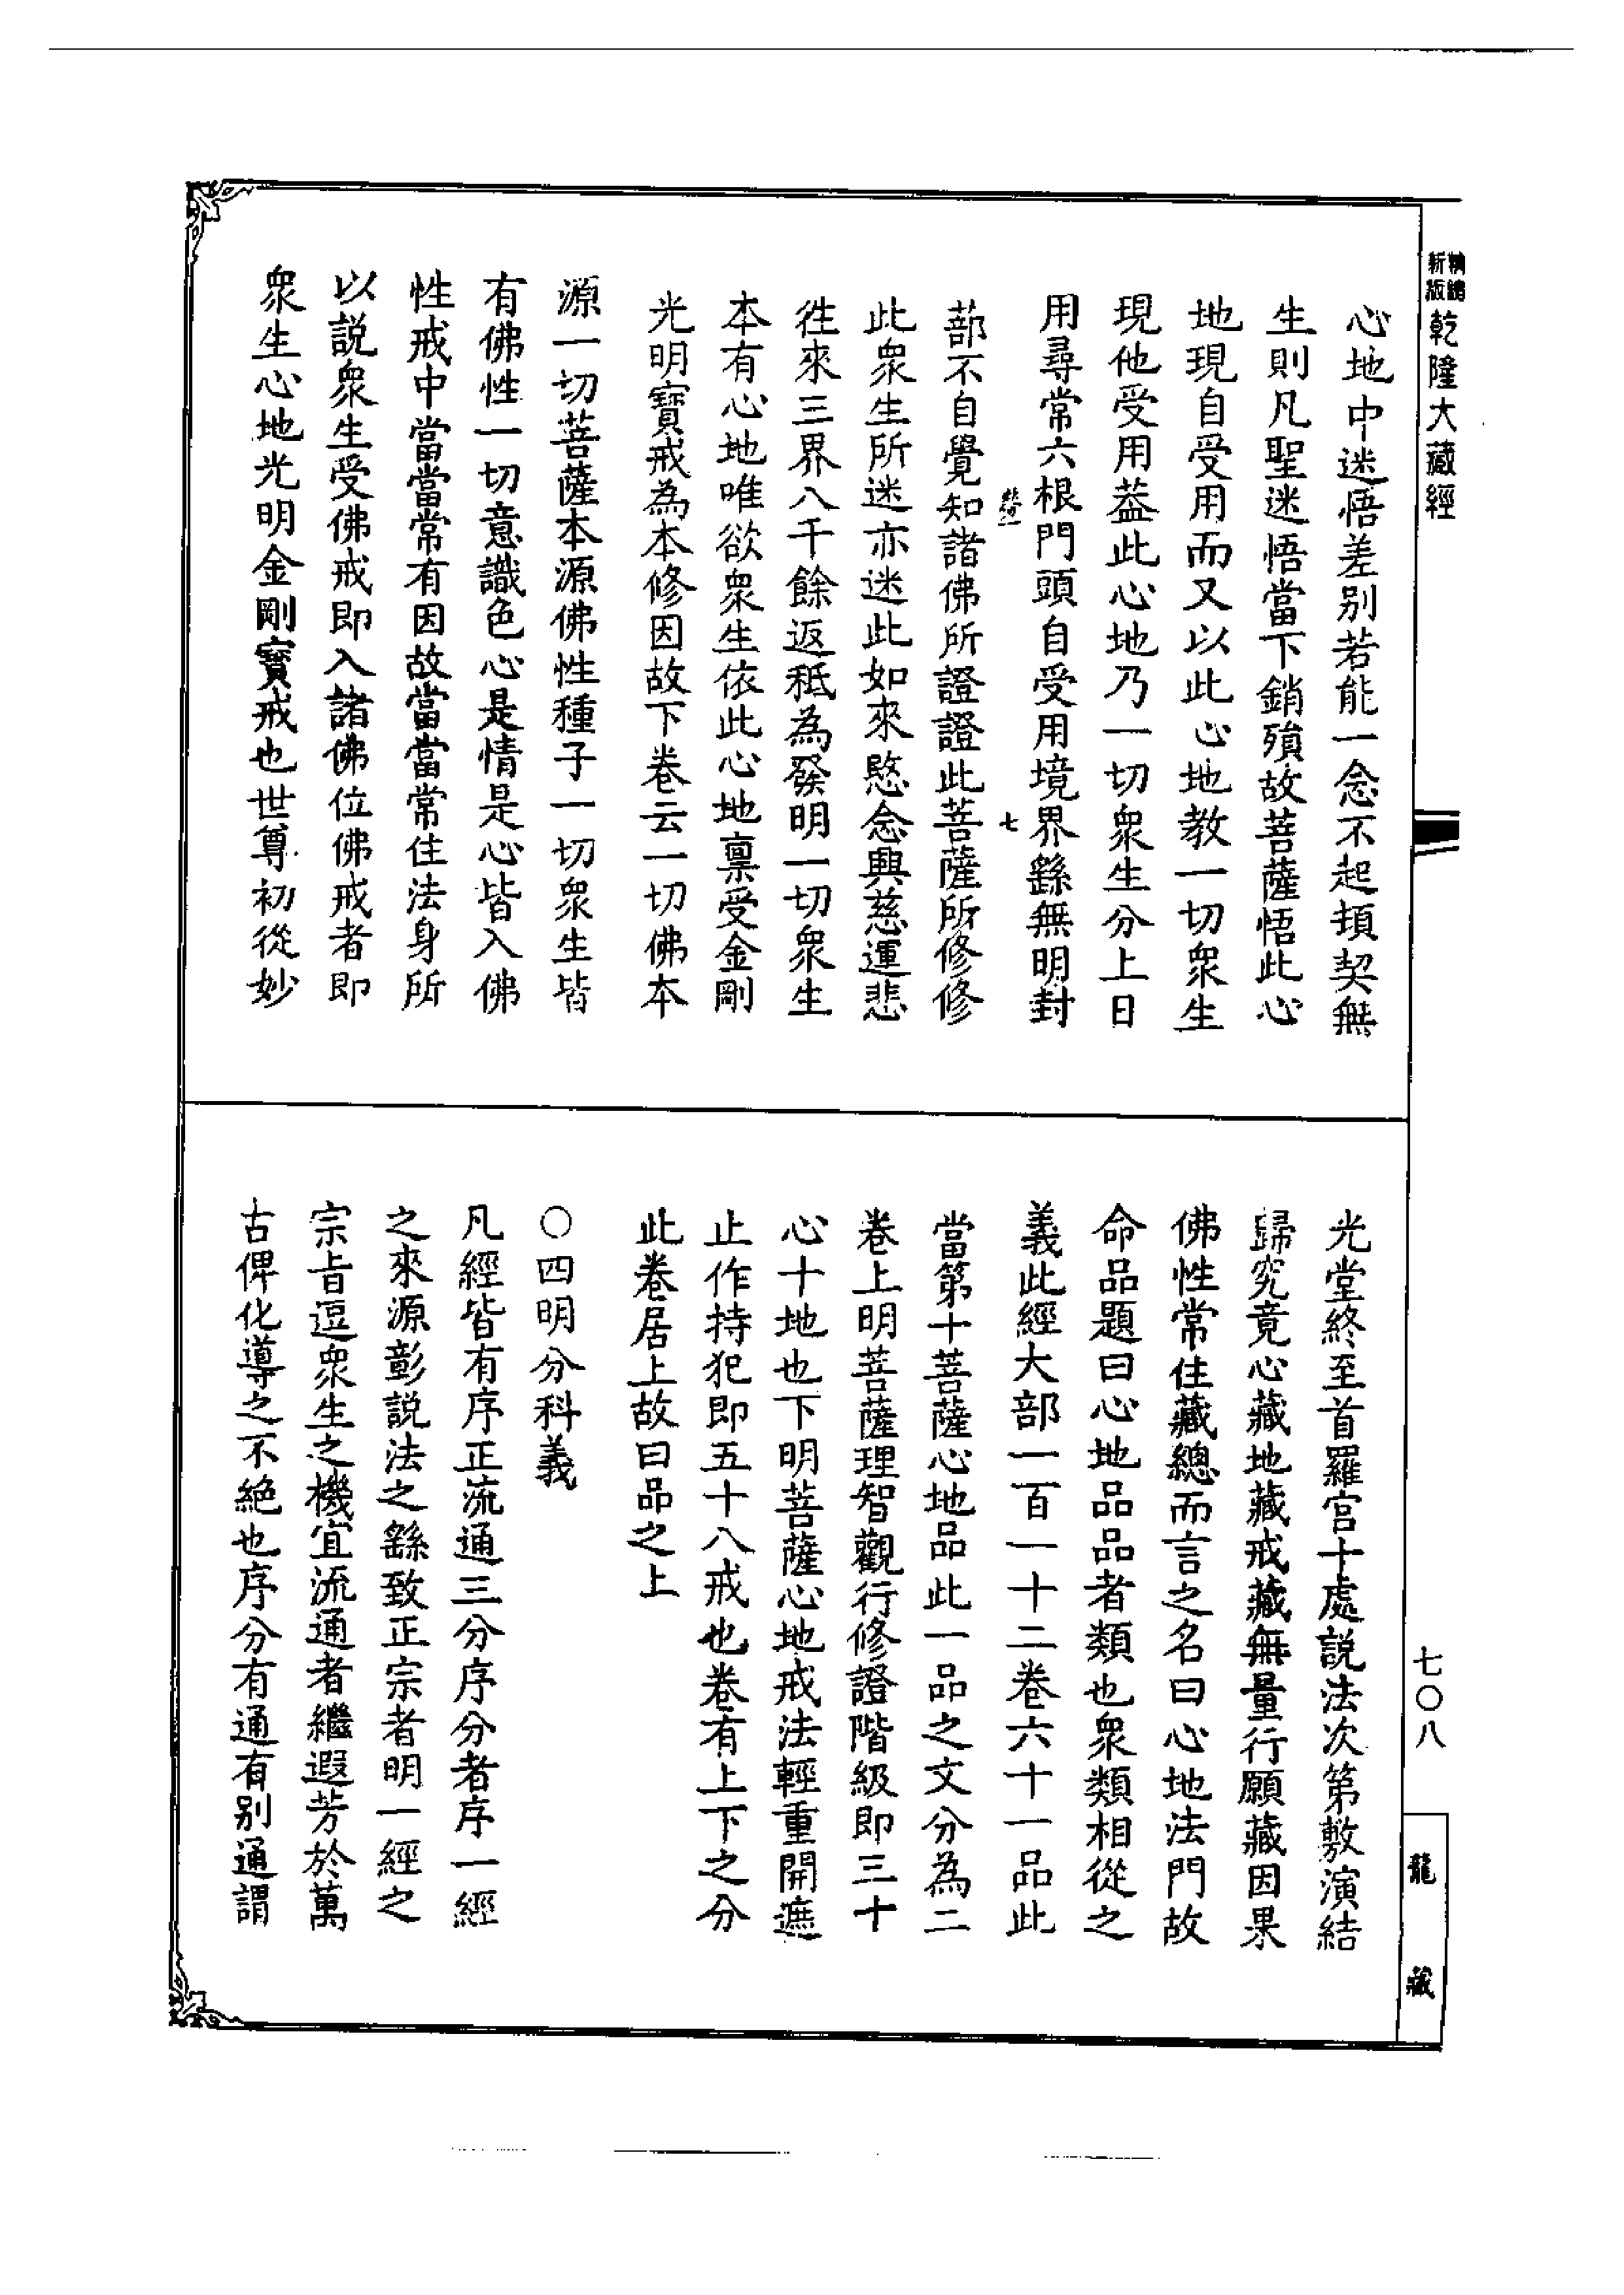 新版精縮乾隆大藏經
心地中迷悟差別若能一念不起頓契無
生則凡聖迷悟當下銷殞故菩薩悟此心
地現自受用而又以此心地教一切衆生
現他受用葢此心地乃一切衆生分上日
用尋常六根門頭自受用境界繇無明封
七
蔀不自覺知諸佛所證證此菩薩所修修
此衆生所迷亦迷此如來愍念興慈運悲
徃來三界八千餘返秪為發明一切衆生
本有心地唯欲衆生依此心地稟受金剛
光明寶戒為本修因故下卷云一切佛本
源一切菩薩本源佛性種子一切衆生皆
有佛性一切意識色心是情是心皆入佛
性戒中當當常有因故當當常住法身所
以說衆生受佛戒即入諸佛位佛戒者即
衆生心地光明金剛寶戒也世尊初從妙
光堂終至首羅宫十處説法次第敷演結
歸究竟心藏地藏戒藏無量行願藏因果
佛性常住藏總而言之名曰心地法門故
命品題曰心地品品者類也衆類相從之
義此經大部一百一十二卷六十一品此
當第十菩薩心地品此一品之文分為二
卷上明菩薩理智觀行修證階級即三十
心十地也下明菩薩心地戒法輕重開遮
止作持犯即五十八戒也卷有上下之分
此卷居上故曰品之上
○四明分科義
凡經皆有序正流通三分序分者序一經
之來源彰説法之繇致正宗者明一經之
宗旨逗衆生之機宜流通者繼遐芳於萬
古俾化導之不絶也序分有通有别通謂
七〇八
龍藏